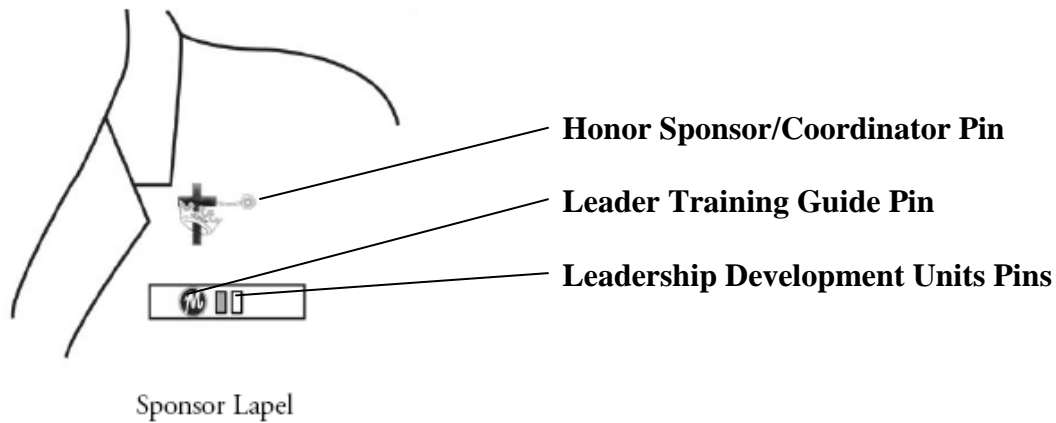 Honor Sponsor/Coordinator Pin
Leader Training Guide Pin
Leadership Development Units Pins
M
Sponsor Lapel